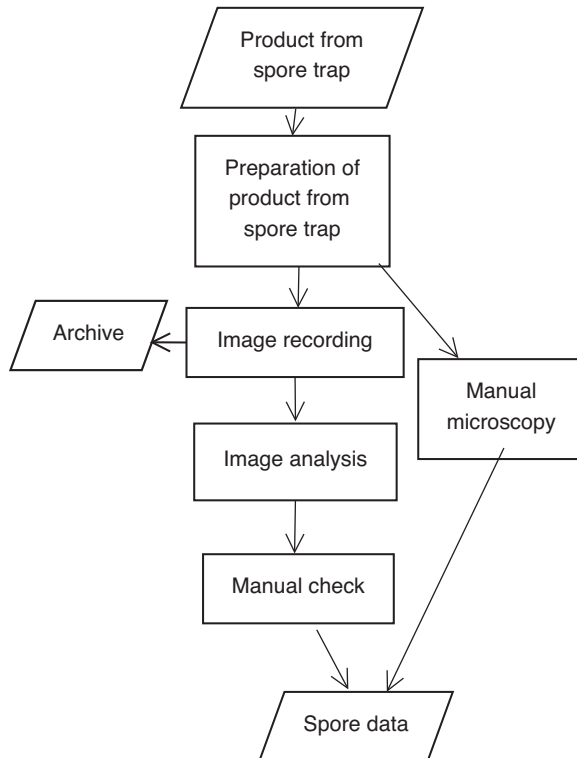 Product from
spore trap
Preparation of
product from
spore trap
Archive
Image recording
Manual
microscopy
Image analysis
Manual check
Spore data